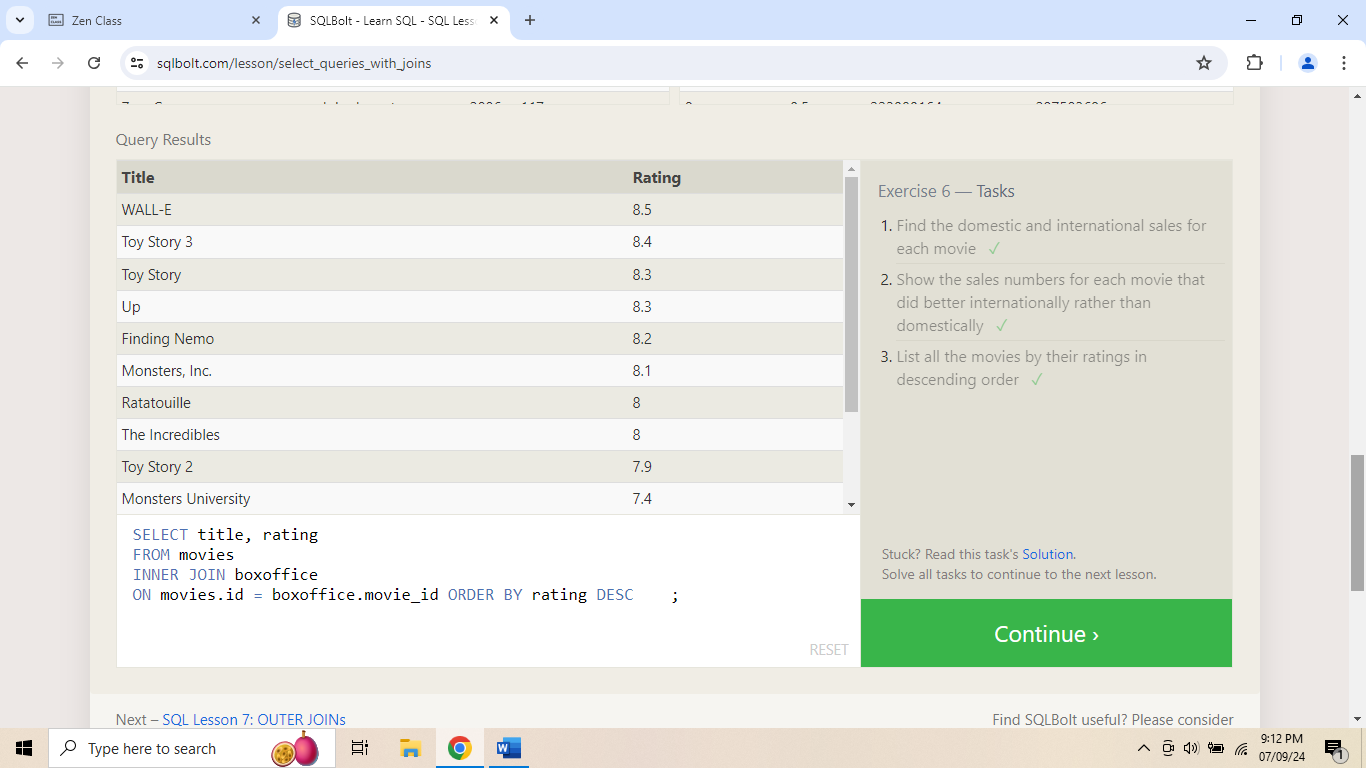 Zen Class
SQLBolt - Learn SQL - SQL Less
sqlbolt.com/lesson/select_queries_with_joins
Query Results
Title Rating
WALL-E 8.5
Toy Story 3 8.4
Toy Story 8.3
Up 8.3
Finding Nemo 8.2
Monsters, Inc. 8.1
Ratatouille 8
The Incredibles 8
Toy Story 2 7.9
Monsters University 7.4
SELECT title, rating
FROM movies
INNER JOIN boxoffice
ON movies.id = boxoffice.movie_id ORDER BY rating DESC ;
RESET
Exercise 6 — Tasks
1. Find the domestic and international sales for
each movie ✓
2. Show the sales numbers for each movie that
did better internationally rather than
domestically ✓
3. List all the movies by their ratings in
descending order ✓
Stuck? Read this task's Solution.
Solve all tasks to continue to the next lesson.
Continue ›
Next – SQL Lesson 7: OUTER JOINs
Find SQLBolt useful? Please consider
Type here to search
9:12 PM
07/09/24
1